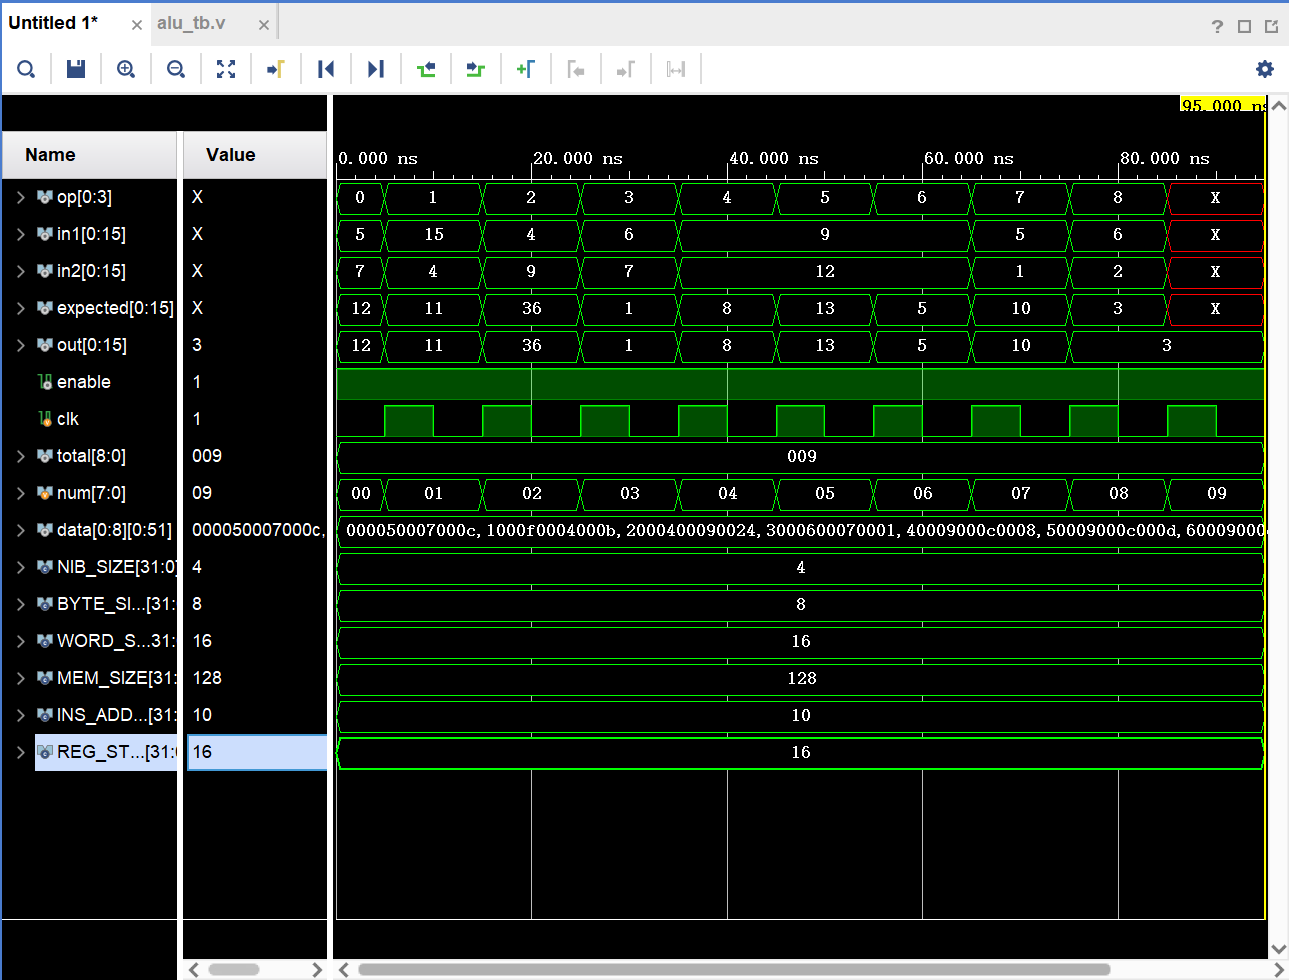 Untitled 1* × alu_tb.v ×
?
95.000 ns
Name Value
0.000 ns 20.000 ns 40.000 ns 60.000 ns 80.000 ns
op[0:3] X 0 1 2 3 4 5 6 7 8 X
in1[0:15] X 5 15 4 6 9 5 6 X
in2[0:15] X 7 4 9 7 12 1 2 X
expected[0:15] X 12 11 36 1 8 13 5 10 3 X
out[0:15] 3 12 11 36 1 8 13 5 10 3
enable 1
clk 1
total[8:0] 009 009
num[7:0] 09 00 01 02 03 04 05 06 07 08 09
data[0:8][0:51] 000050007000c, 000050007000c,1000f0004000b,2000400090024,3000600070001,40009000c0008,50009000c000d,60009000
NIB_SIZE[31:0] 4 4
BYTE_SI...[31: 8 8
WORD_S...31: 16 16
MEM_SIZE[31: 128 128
INS_ADD...[31: 10 10
REG_ST...[31:0 16 16